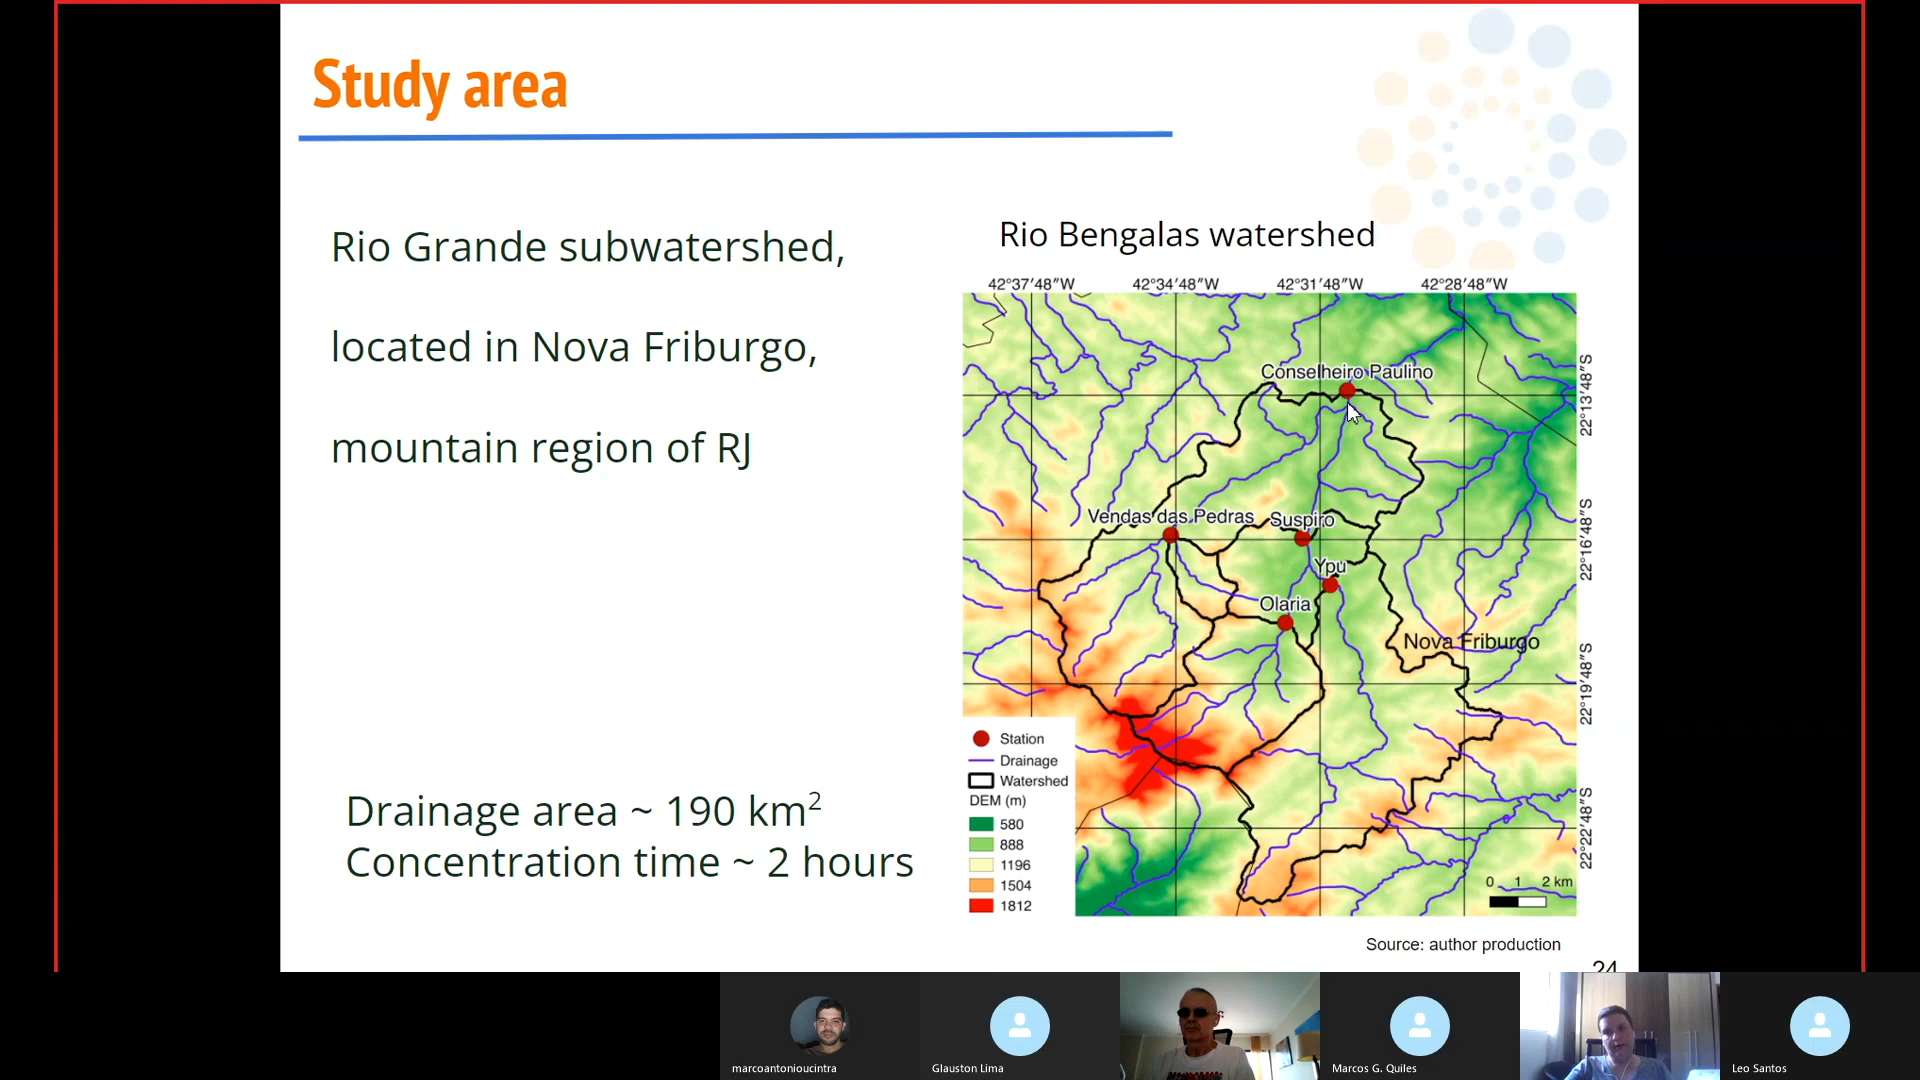 Study area
Rio Grande subwatershed,
located in Nova Friburgo,
mountain region of RJ
Drainage area ~ 190 km²
Concentration time ~ 2 hours
Rio Bengalas watershed
42°37'48"W 42°34'48"W 42°31'48"W 42°28'48"W
22°13'48"S
22°16'48"S
22°19'48"S
22°22'48"S
Conselheiro Paulino
Vendas das Pedras
Suspiro
Ypu
Olaria
Nova Friburgo
Station
Drainage
Watershed
DEM (m)
580
888
1196
1504
1812
0 1 2 km
Source: author production
24
marcoantonioucintra
Glauston Lima
Marcos G. Quiles
Leo Santos